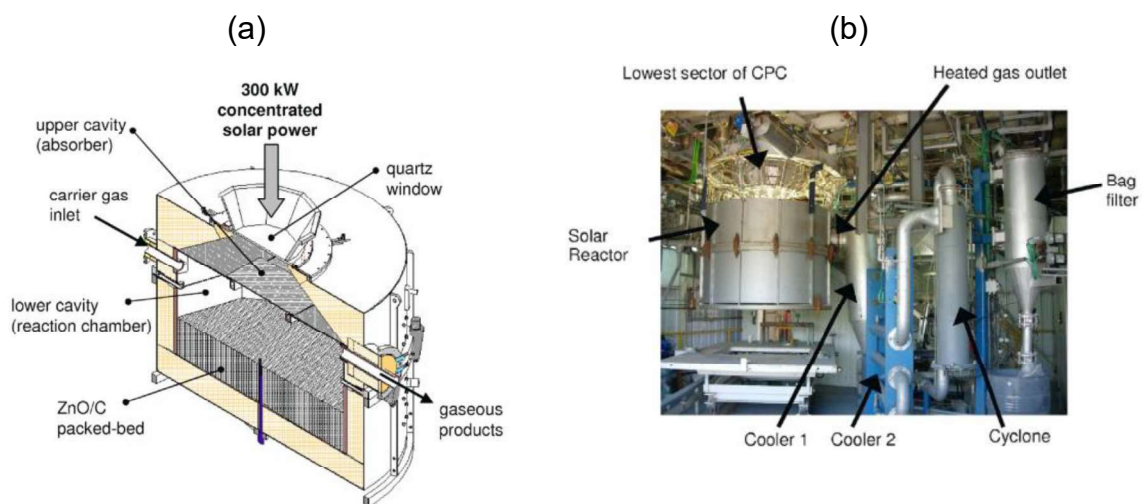 (a)
300 kW
concentrated
solar power
upper cavity
(absorber)
quartz
window
carrier gas
inlet
lower cavity
(reaction chamber)
ZnO/C
packed-bed
gaseous
products
(b)
Lowest sector of CPC
Heated gas outlet
Bag
filter
Solar
Reactor
Cooler 1
Cooler 2
Cyclone